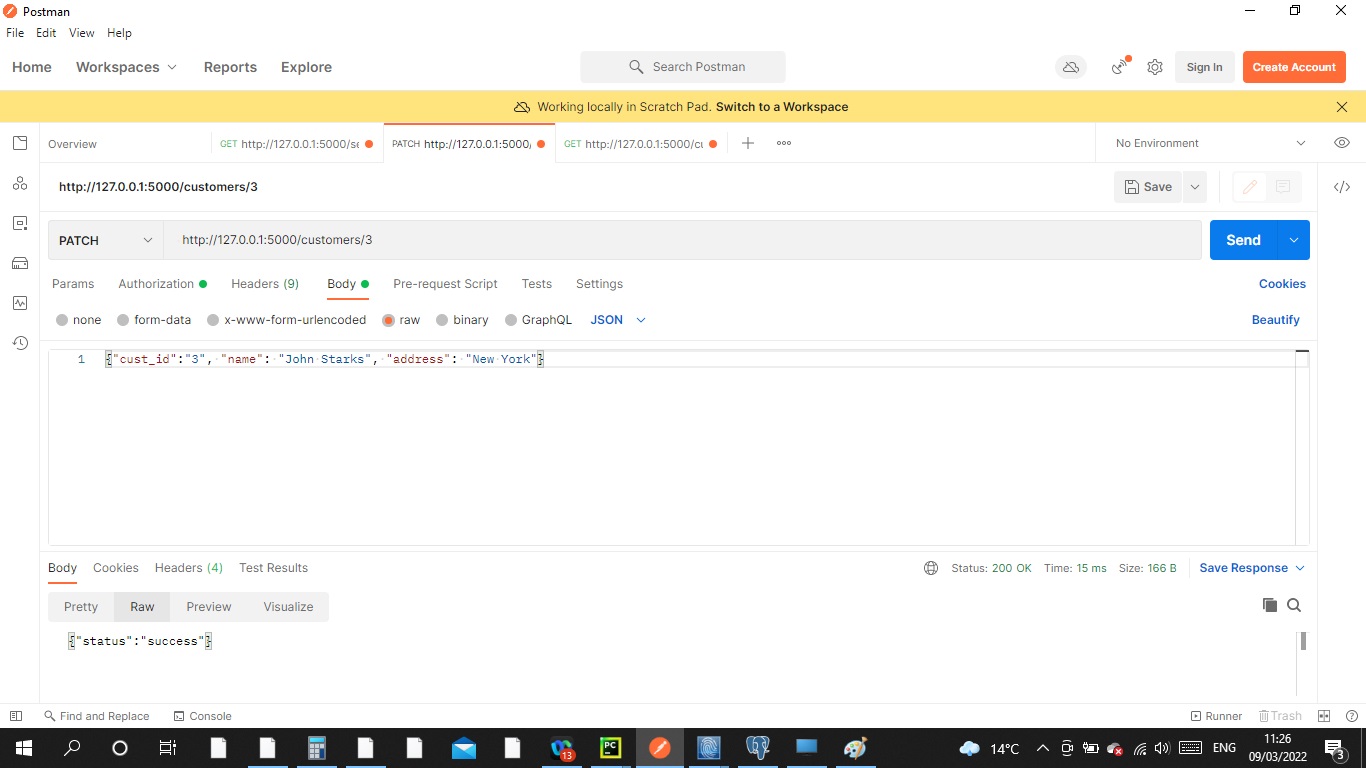 Postman
File Edit View Help
Home Workspaces Reports Explore Search Postman Sign In Create Account
Working locally in Scratch Pad. Switch to a Workspace
Overview GET http://127.0.0.1:5000/se PATCH http://127.0.0.1:5000, GET http://127.0.0.1:5000/cu No Environment
http://127.0.0.1:5000/customers/3 Save
PATCH http://127.0.0.1:5000/customers/3 Send
Params Authorization Headers (9) Body Pre-request Script Tests Settings Cookies
none form-data x-www-form-urlencoded raw binary GraphQL JSON Beautify
1 {"cust_id":"3", "name": "John Starks", "address": "New York"}
Body Cookies Headers (4) Test Results Status: 200 OK Time: 15 ms Size: 166 B Save Response
Pretty Raw Preview Visualize
{"status":"success"}
Find and Replace Console Runner Trash
PC 13 14°C ENG 11:26
09/03/2022 3